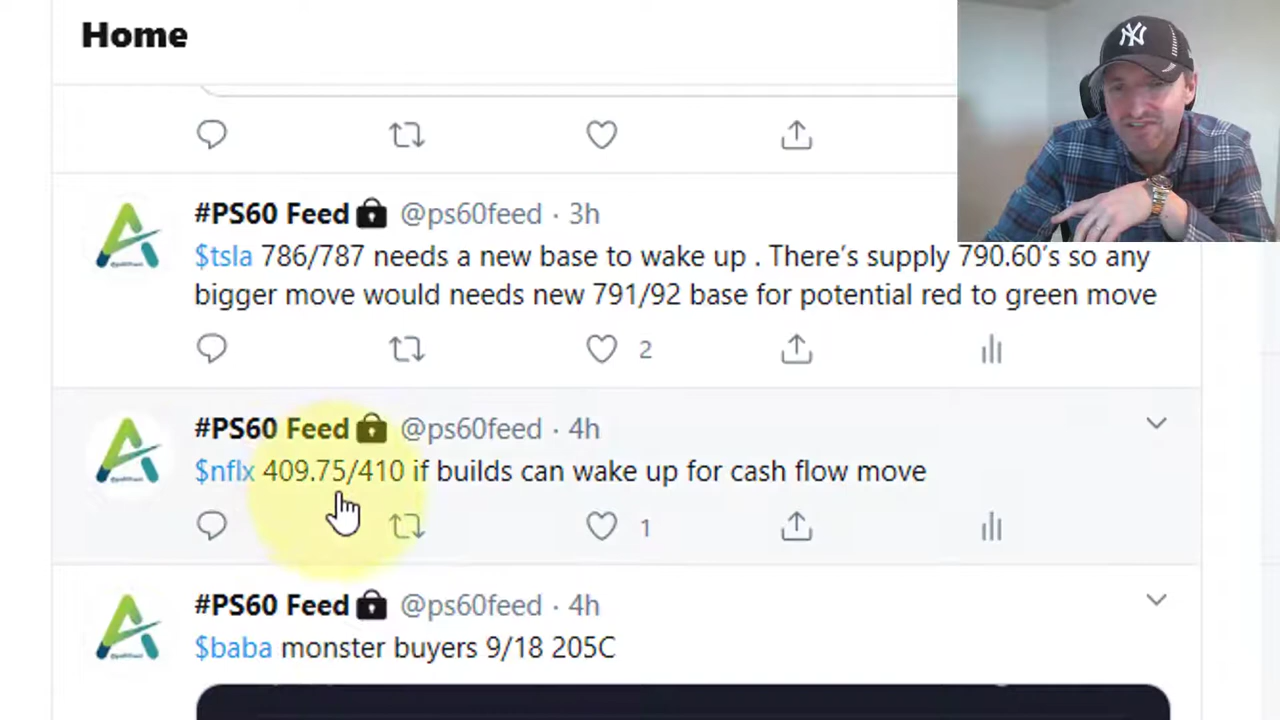 Home
#PS60 Feed @ps60feed · 3h
$tsla 786/787 needs a new base to wake up . There's supply 790.60's so any
bigger move would needs new 791/92 base for potential red to green move
2
#PS60 Feed @ps60feed · 4h
$nflx 409.75/410 if builds can wake up for cash flow move
1
#PS60 Feed @ps60feed · 4h
$baba monster buyers 9/18 205C